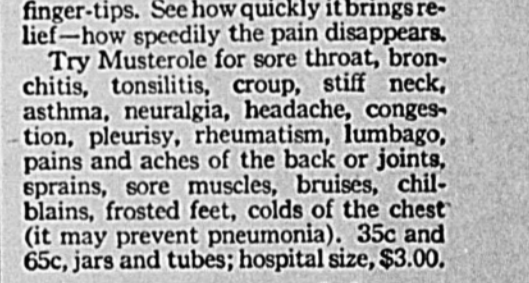 finger-tips. See how quickly it brings re-
lief—how speedily the pain disappears.
Try Musterole for sore throat, bron-
chitis, tonsilitis, croup, stiff neck,
asthma, neuralgia, headache, conges-
tion, pleurisy, rheumatism, lumbago,
pains and aches of the back or joints,
sprains, sore muscles, bruises, chil-
blains, frosted feet, colds of the chest
(it may prevent pneumonia). 35c and
65c, jars and tubes; hospital size, $3.00.